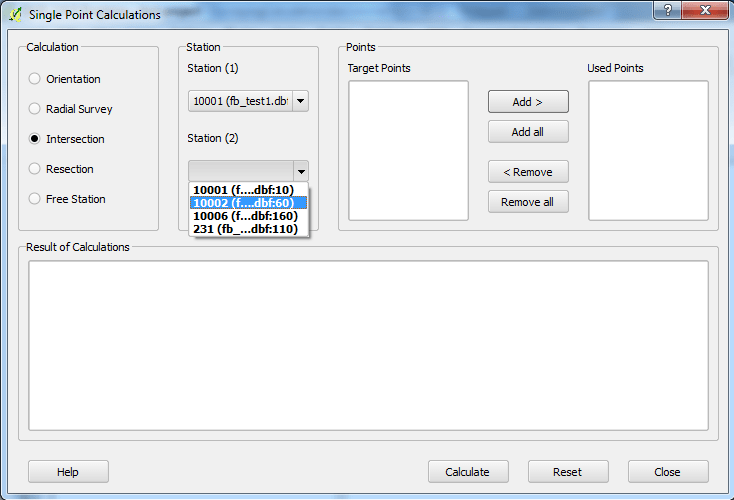 Single Point Calculations
Calculation
Orientation
Radial Survey
Intersection
Resection
Free Station
Station
Station (1)
10001 (fb_test1.dbf
Station (2)
10001 (f....dbf:10)
10002 (f....dbf:60)
10006 (f...dbf:160)
231 (fb_...dbf:110)
Points
Target Points
Used Points
Add >
Add all
< Remove
Remove all
Result of Calculations
Help
Calculate
Reset
Close